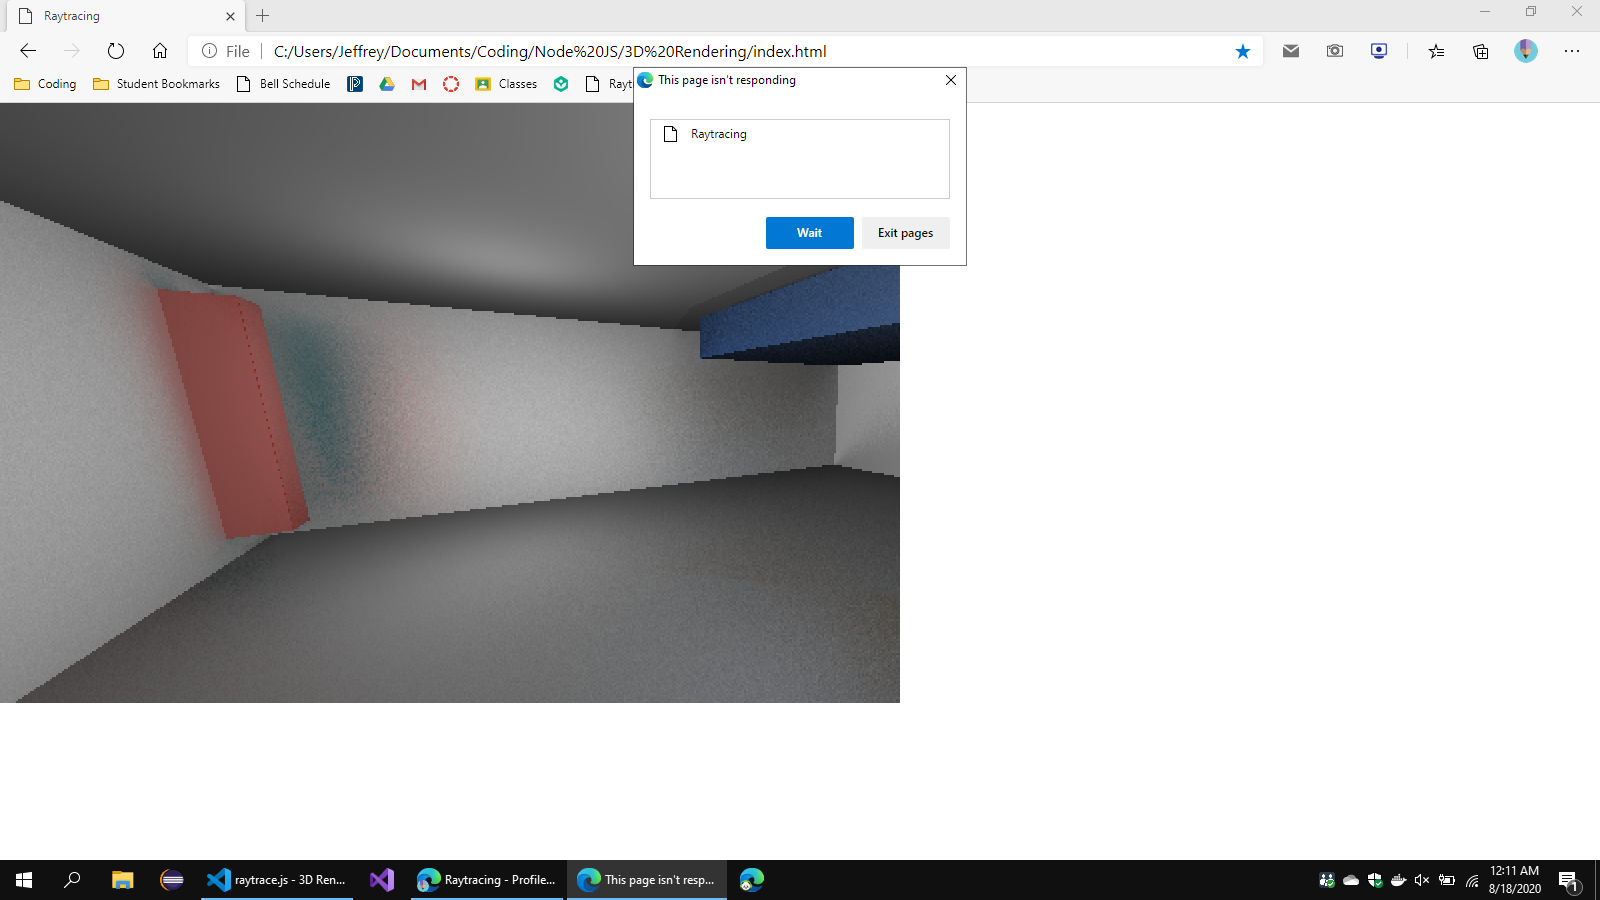 Raytracing
File
C:/Users/Jeffrey/Documents/Coding/Node%20JS/3D%20Rendering/index.html
Coding
Student Bookmarks
Bell Schedule
Classes
Rayt
This page isn't responding
Raytracing
Wait
Exit pages
raytrace.js - 3D Ren...
Raytracing - Profile...
This page isn't resp...
12:11 AM
8/18/2020
1